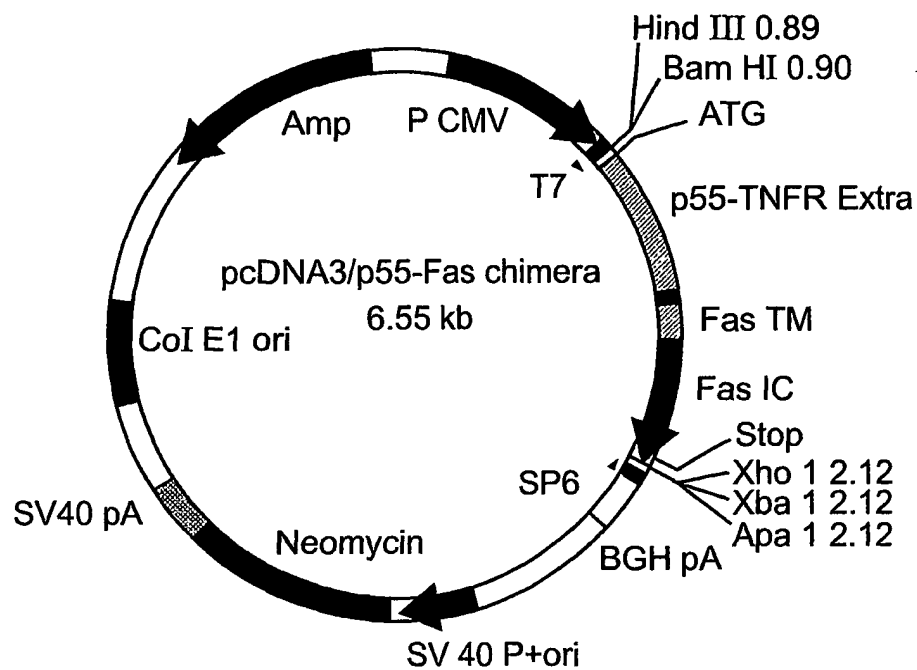 Hind III 0.89
Bam HI 0.90
ATG
Amp
P CMV
T7
p55-TNFR Extra
pcDNA3/p55-Fas chimera
6.55 kb
Fas TM
CoI E1 ori
Fas IC
Stop
SP6
Xho 1 2.12
Xba 1 2.12
Apa 1 2.12
SV40 pA
Neomycin
BGH pA
SV 40 P+ori